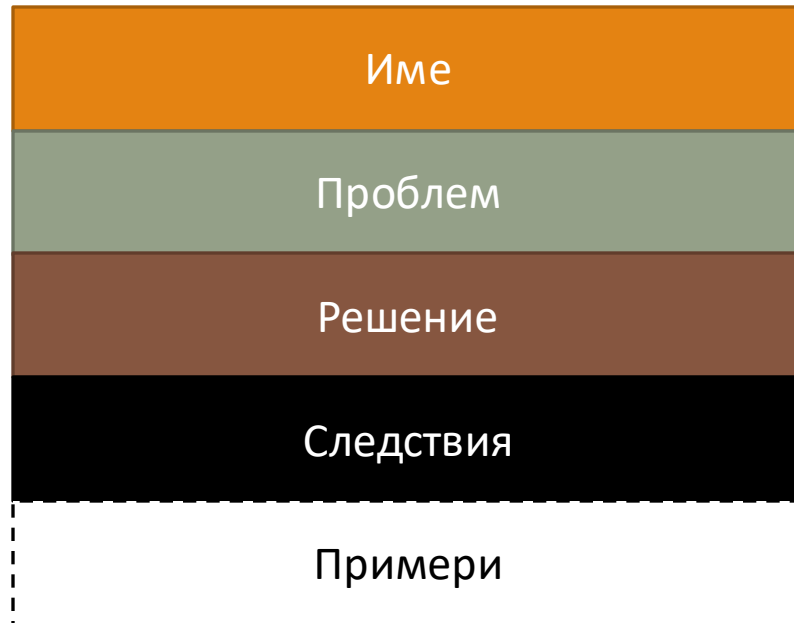 Име
Проблем
Решение
Следствия
Примери